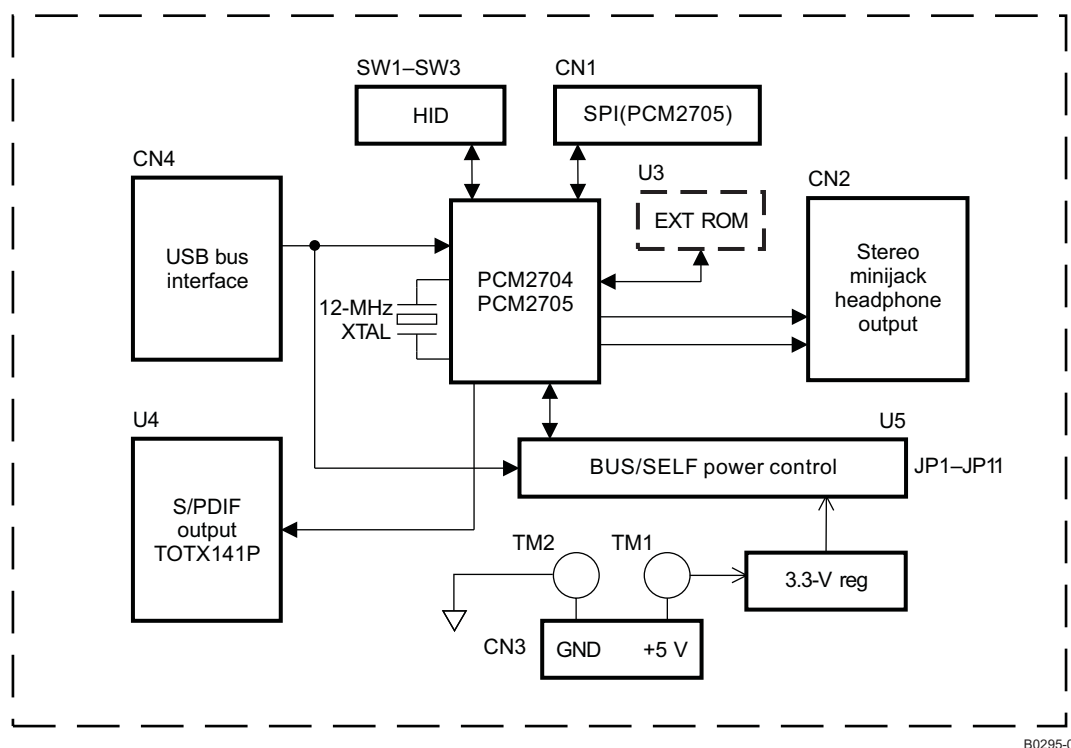 SW1–SW3
CN1
HID
SPI(PCM2705)
CN4
U3
CN2
EXT ROM
USB bus
interface
PCM2704
PCM2705
Stereo
minijack
headphone
output
12-MHz
XTAL
U4
U5
BUS/SELF power control
JP1–JP11
S/PDIF
output
TOTX141P
TM2
TM1
3.3-V reg
CN3
GND
+5 V